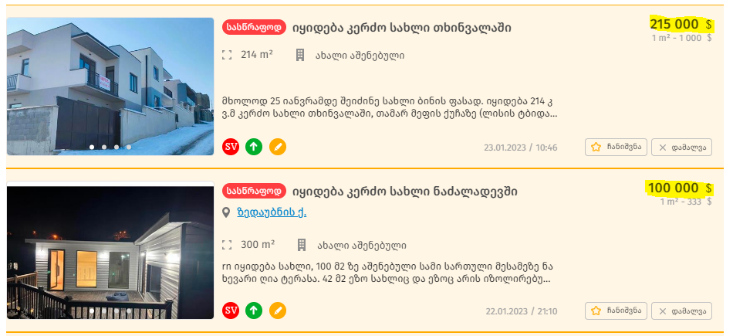 სასწრაფოდ იყიდება კერძო სახლი თხინვალაში
215 000 $
1 m² - 1 000 $
214 m² ახალი აშენებული
მხოლოდ 25 იანვრამდე შეიძინე სახლი ბინის ფასად. იყიდება 214 კ
ვ.მ კერძო სახლი თხინვალაში, თამარ მეფის ქუჩაზე (ლისის ტბიდა...
SV 23.01.2023 / 10:46 ჩანიშვნა დამალვა
სასწრაფოდ იყიდება კერძო სახლი ნაძალადევში
100 000 $
1 m² - 333 $
ზედაუბნის ქ.
300 m² ახალი აშენებული
rn იყიდება სახლი, 100 მ2 ზე აშენებული სამი სართული მესამეზე ნა
ხევარი ღია ტერასა. 42 მ2 ეზო სახლიც და ეზოც არის იზოლირებუ...
SV 22.01.2023 / 21:10 ჩანიშვნა დამალვა